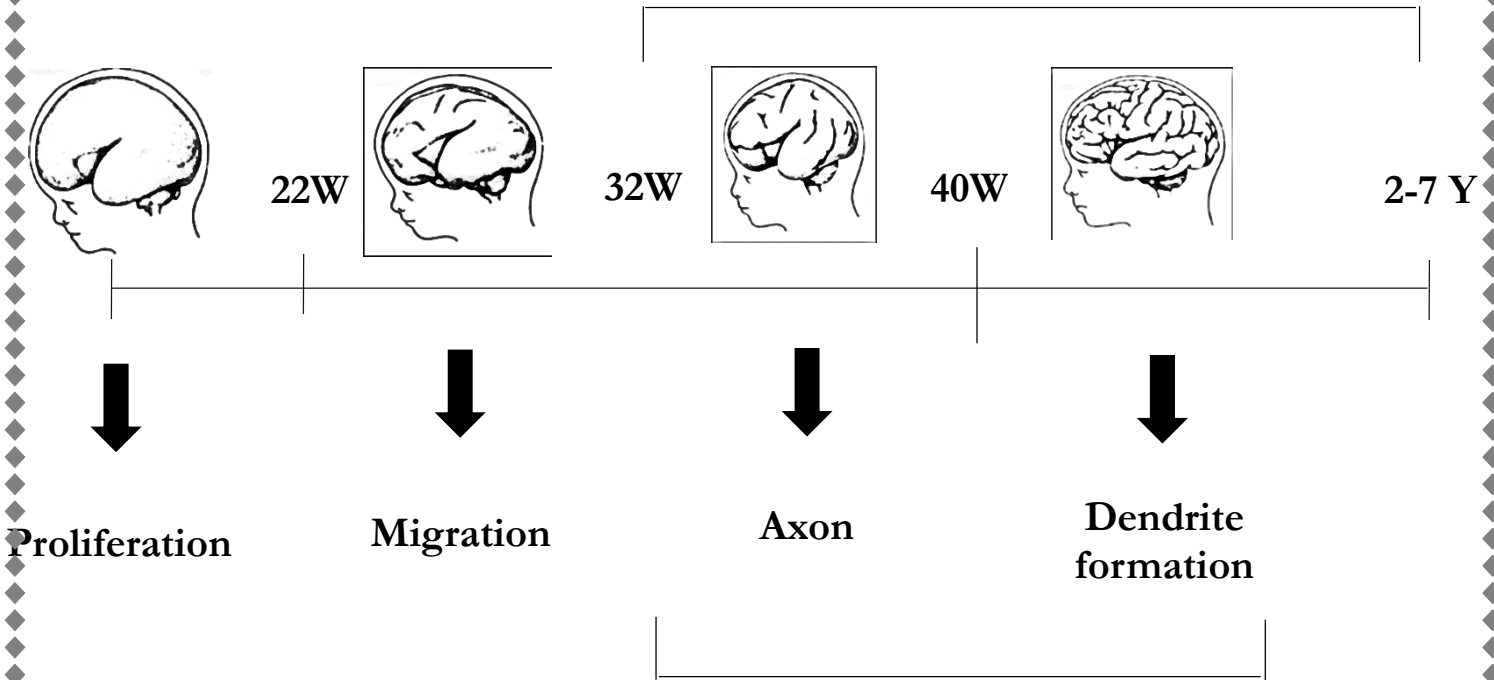 22W
32W
40W
2-7 Y
Proliferation
Migration
Axon
Dendrite
formation